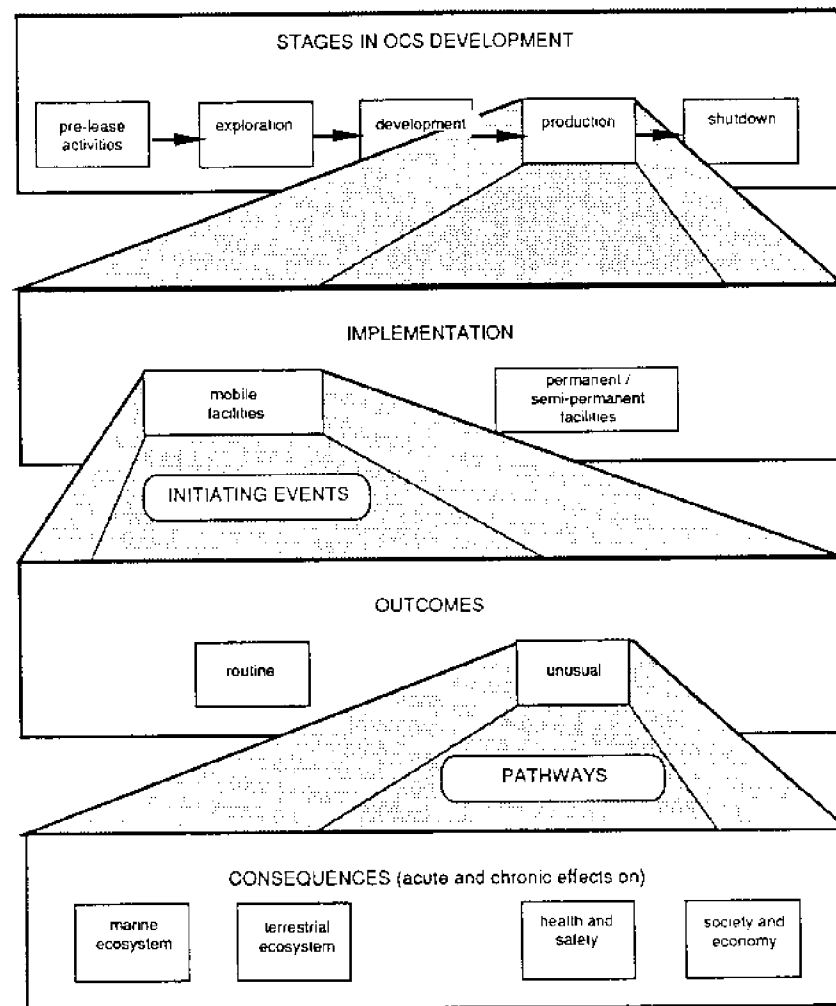 STAGES IN OCS DEVELOPMENT
pre-lease
activities
exploration
development
production
shutdown
IMPLEMENTATION
mobile
facilities
permanent /
semi-permanent
facilities
INITIATING EVENTS
OUTCOMES
routine
unusual
PATHWAYS
CONSEQUENCES (acute and chronic effects on)
marine
ecosystem
terrestrial
ecosystem
health and
safety
society and
economy